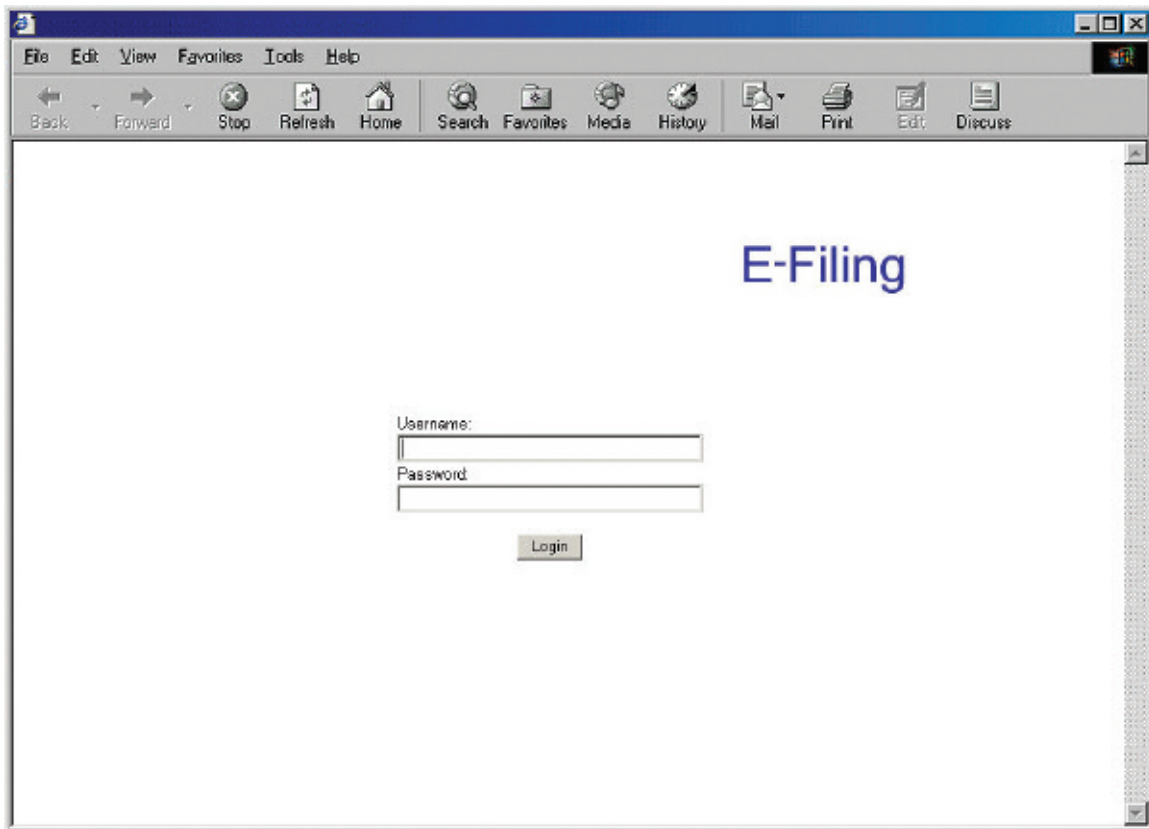 File Edit View Favorites Tools Help
Back Forward Stop Refresh Home Search Favorites Media History Mail Print Edit Discuss
E-Filing
Username:
Password:
Login